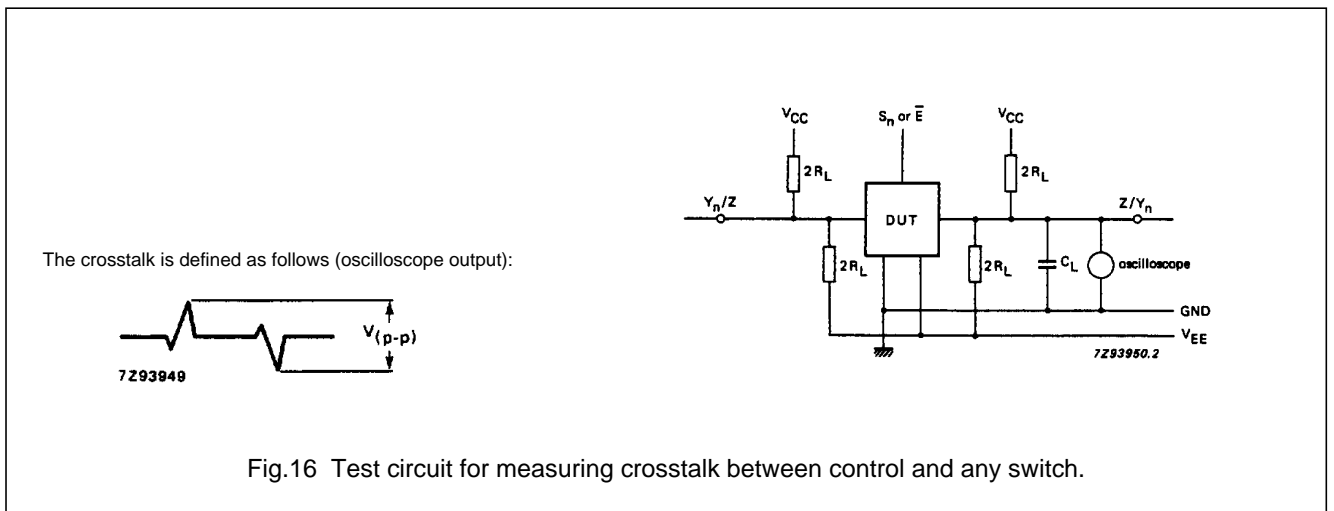 The crosstalk is defined as follows (oscilloscope output):
V(p-p)
7Z93949
VCC
Sn or E̅
VCC
2RL
2RL
Yn/Z
DUT
Z/Yn
2RL
2RL
CL
oscilloscope
GND
VEE
7Z93950.2
Fig.16 Test circuit for measuring crosstalk between control and any switch.